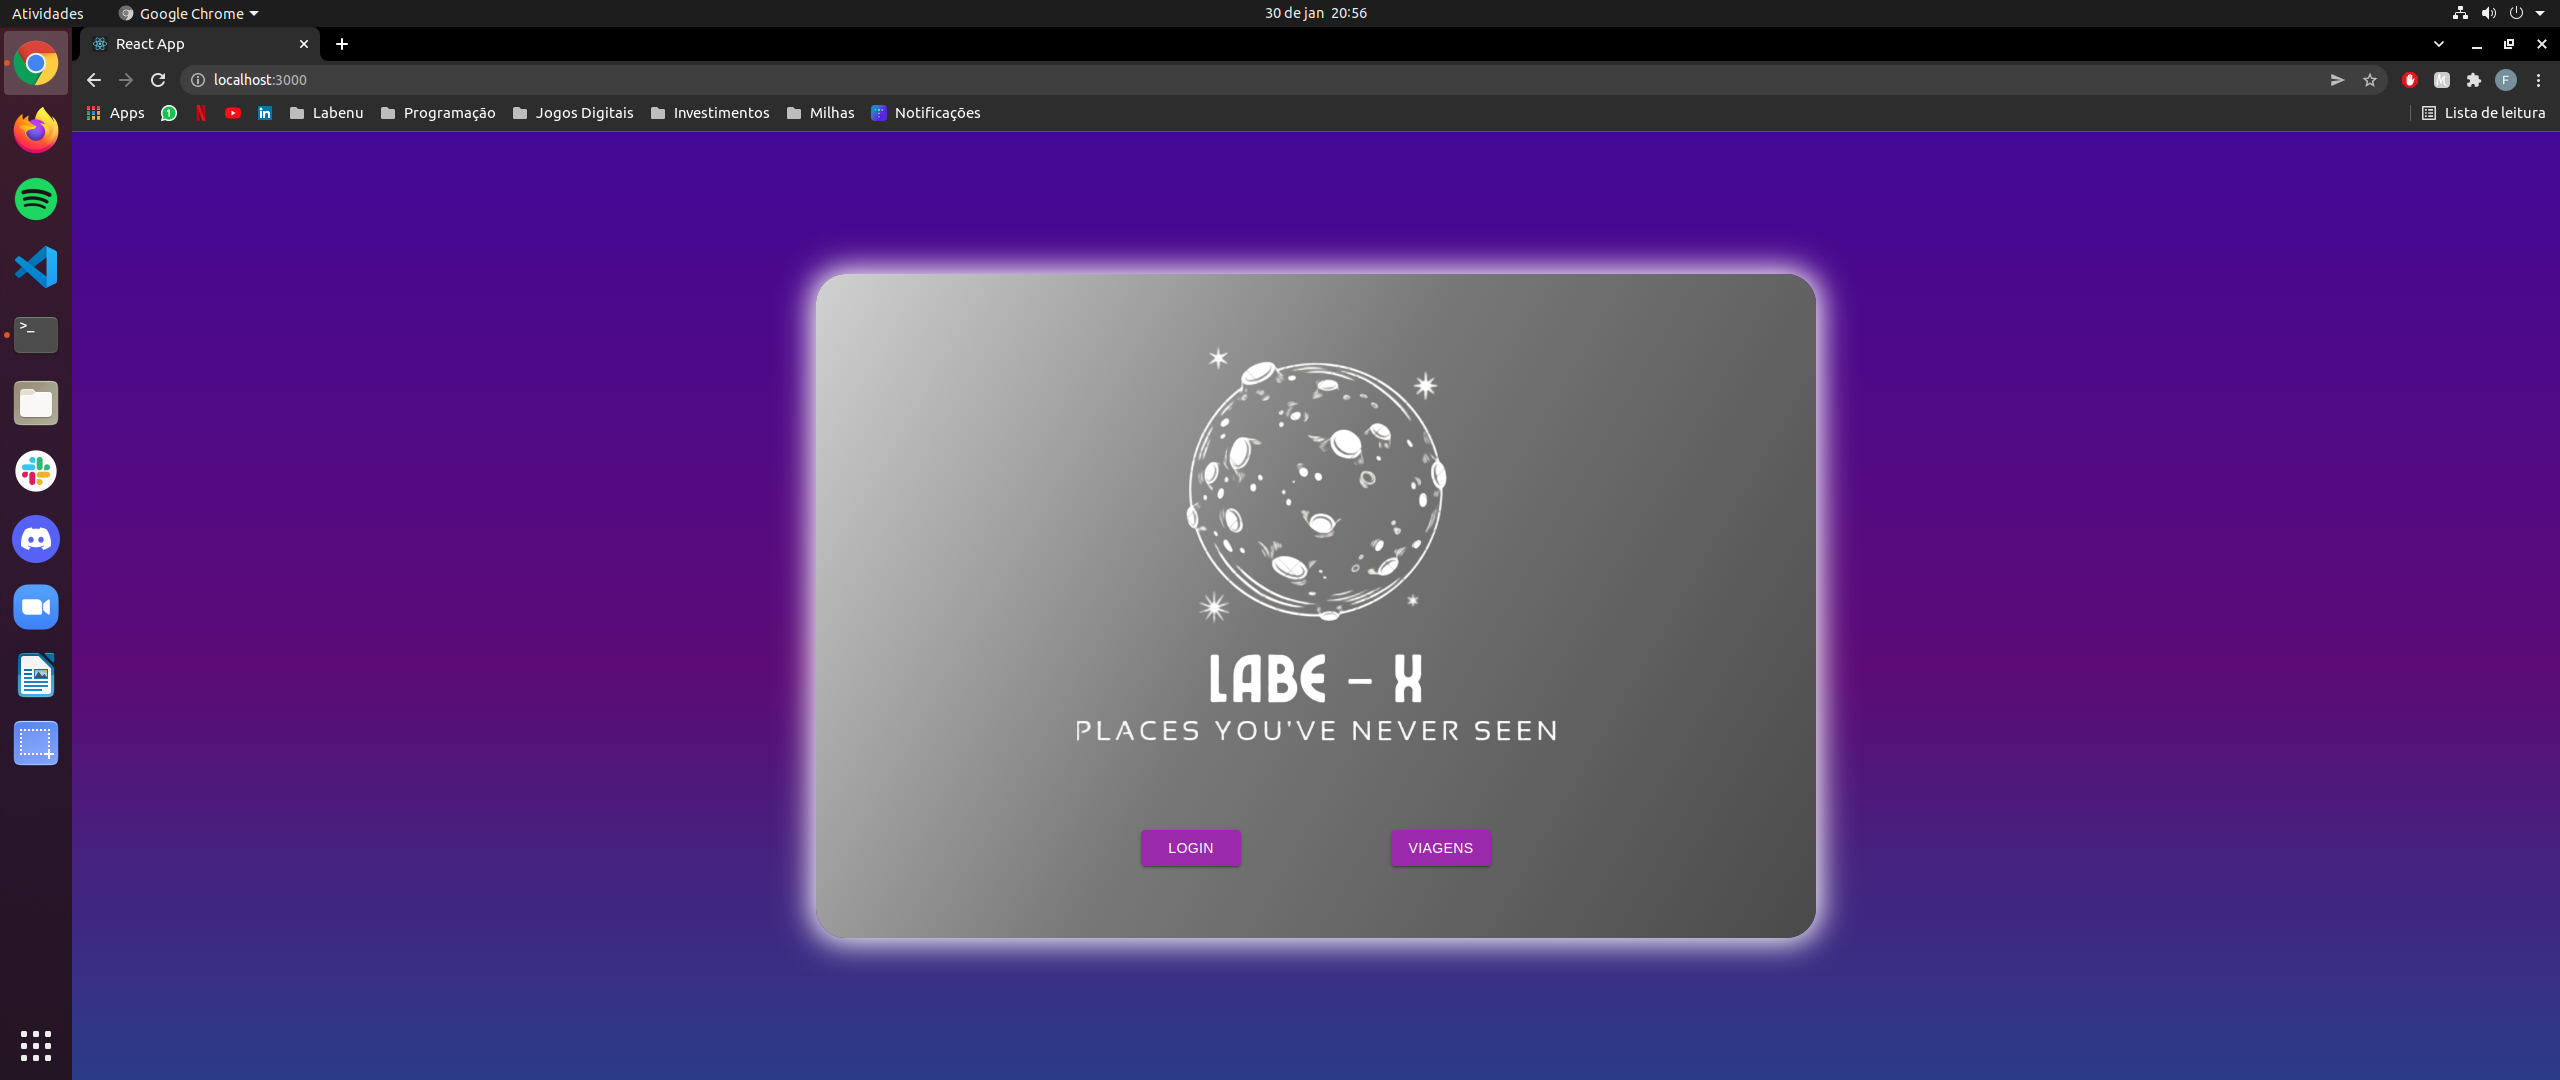 Atividades
Google Chrome
30 de jan 20:56
React App
localhost:3000
Apps
1
Labenu
Programação
Jogos Digitais
Investimentos
Milhas
Notificações
Lista de leitura
F
LABE - X
PLACES YOU'VE NEVER SEEN
LOGIN
VIAGENS